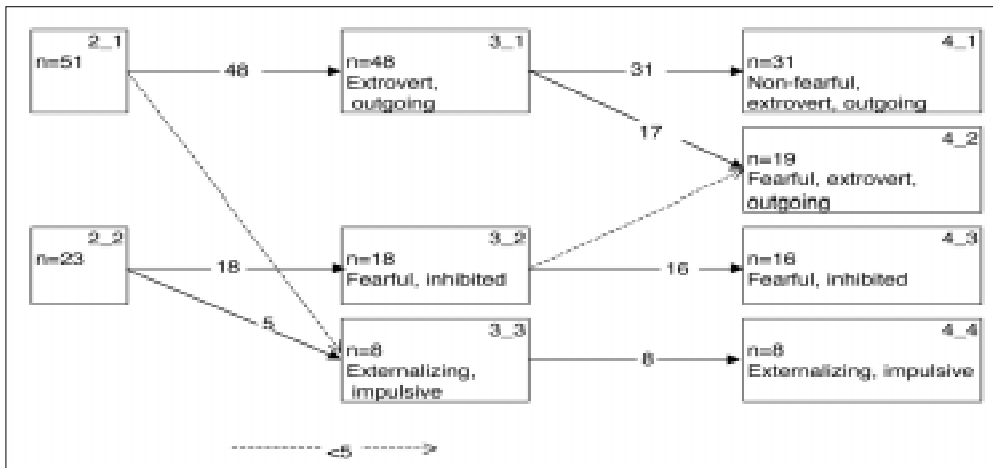 2_1
n=51
48
3_1
n=48
Extrovert,
outgoing
31
4_1
n=31
Non-fearful,
extrovert, outgoing
17
4_2
n=19
Fearful, extrovert,
outgoing
2_2
n=23
18
3_2
n=18
Fearful, inhibited
16
4_3
n=16
Fearful, inhibited
5
3_3
n=8
Externalizing,
impulsive
8
4_4
n=8
Externalizing, impulsive
<5